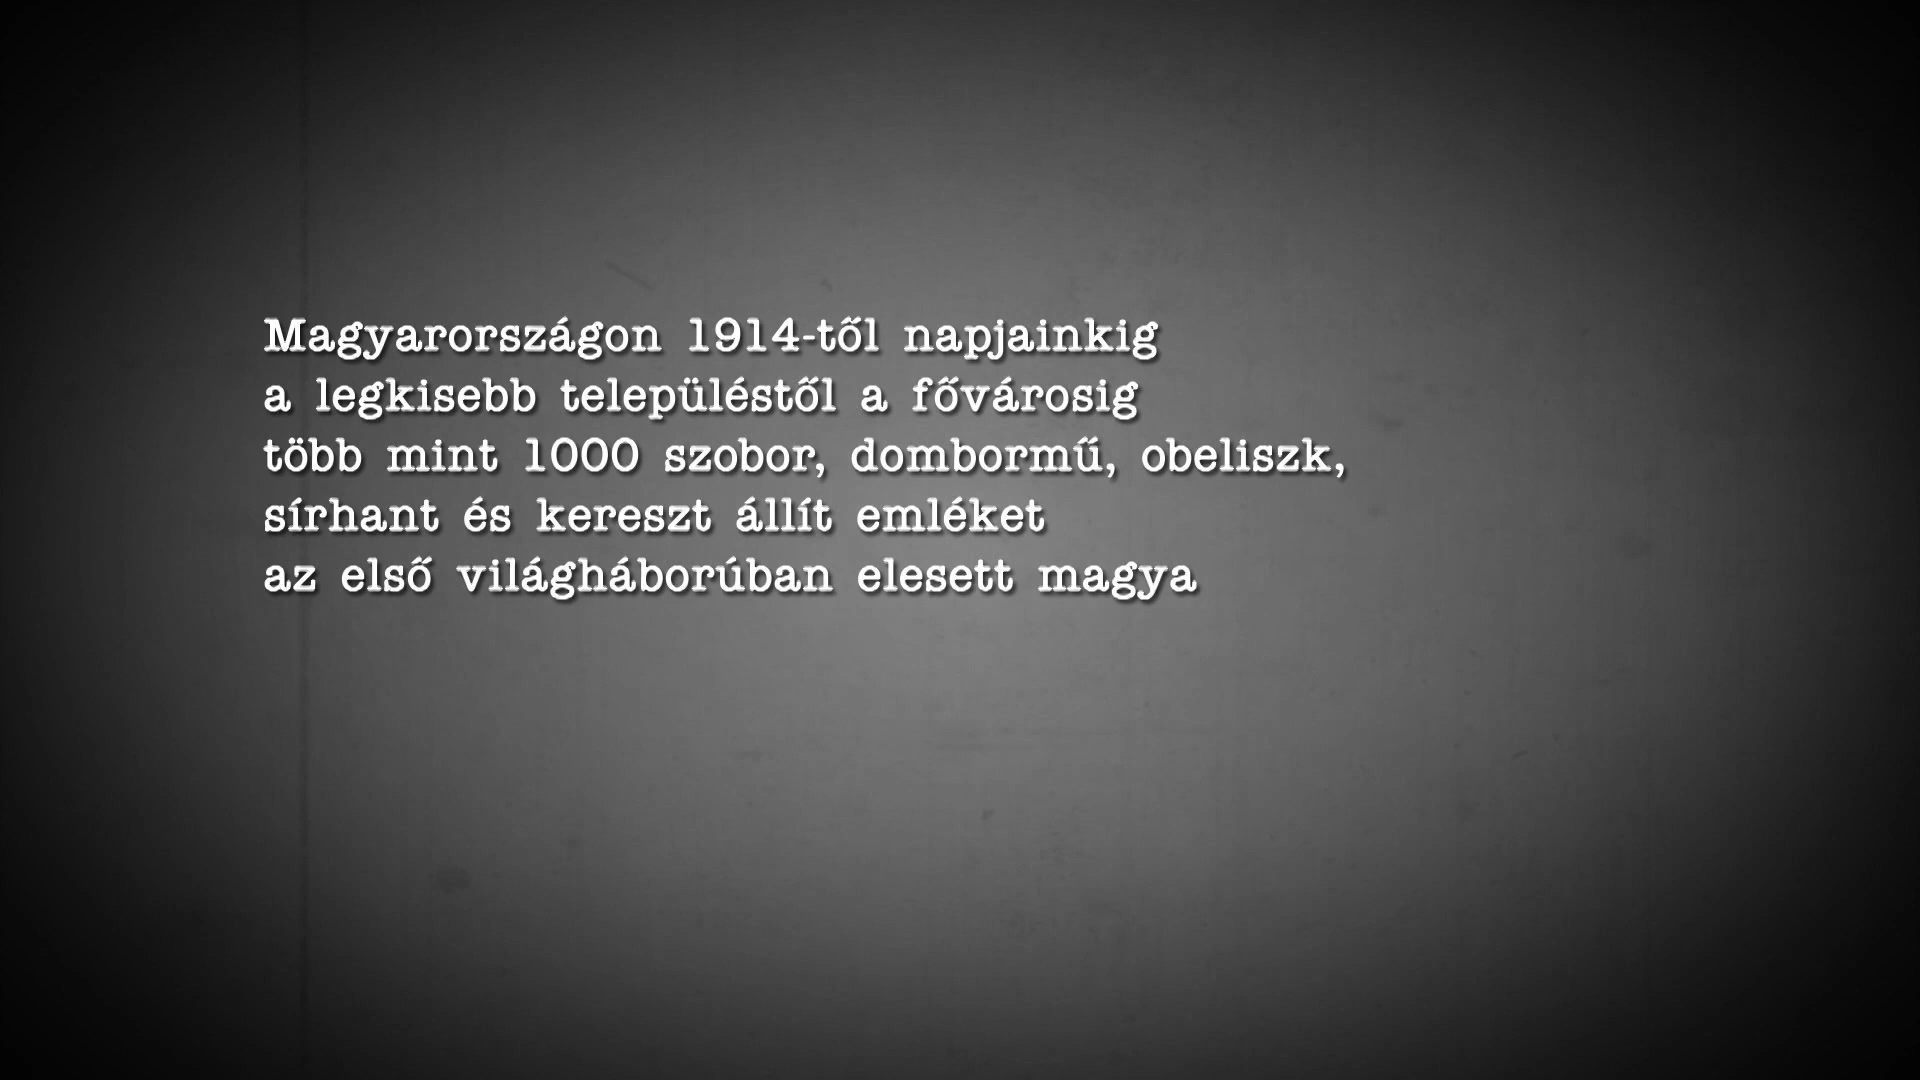 Magyarországon 1914-től napjainkig
a legkisebb településtől a fővárosig
több mint 1000 szobor, dombormű, obeliszk,
sírhant és kereszt állít emléket
az első világháborúban elesett magya